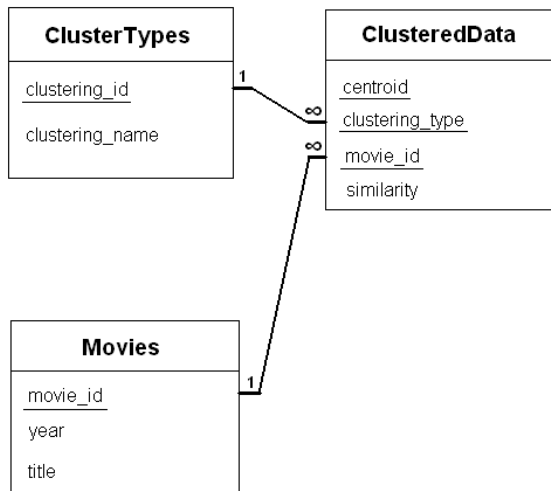 ClusterTypes
clustering_id
clustering_name
1
ClusteredData
centroid
clustering_type
movie_id
similarity
∞
∞
Movies
movie_id
year
title
1